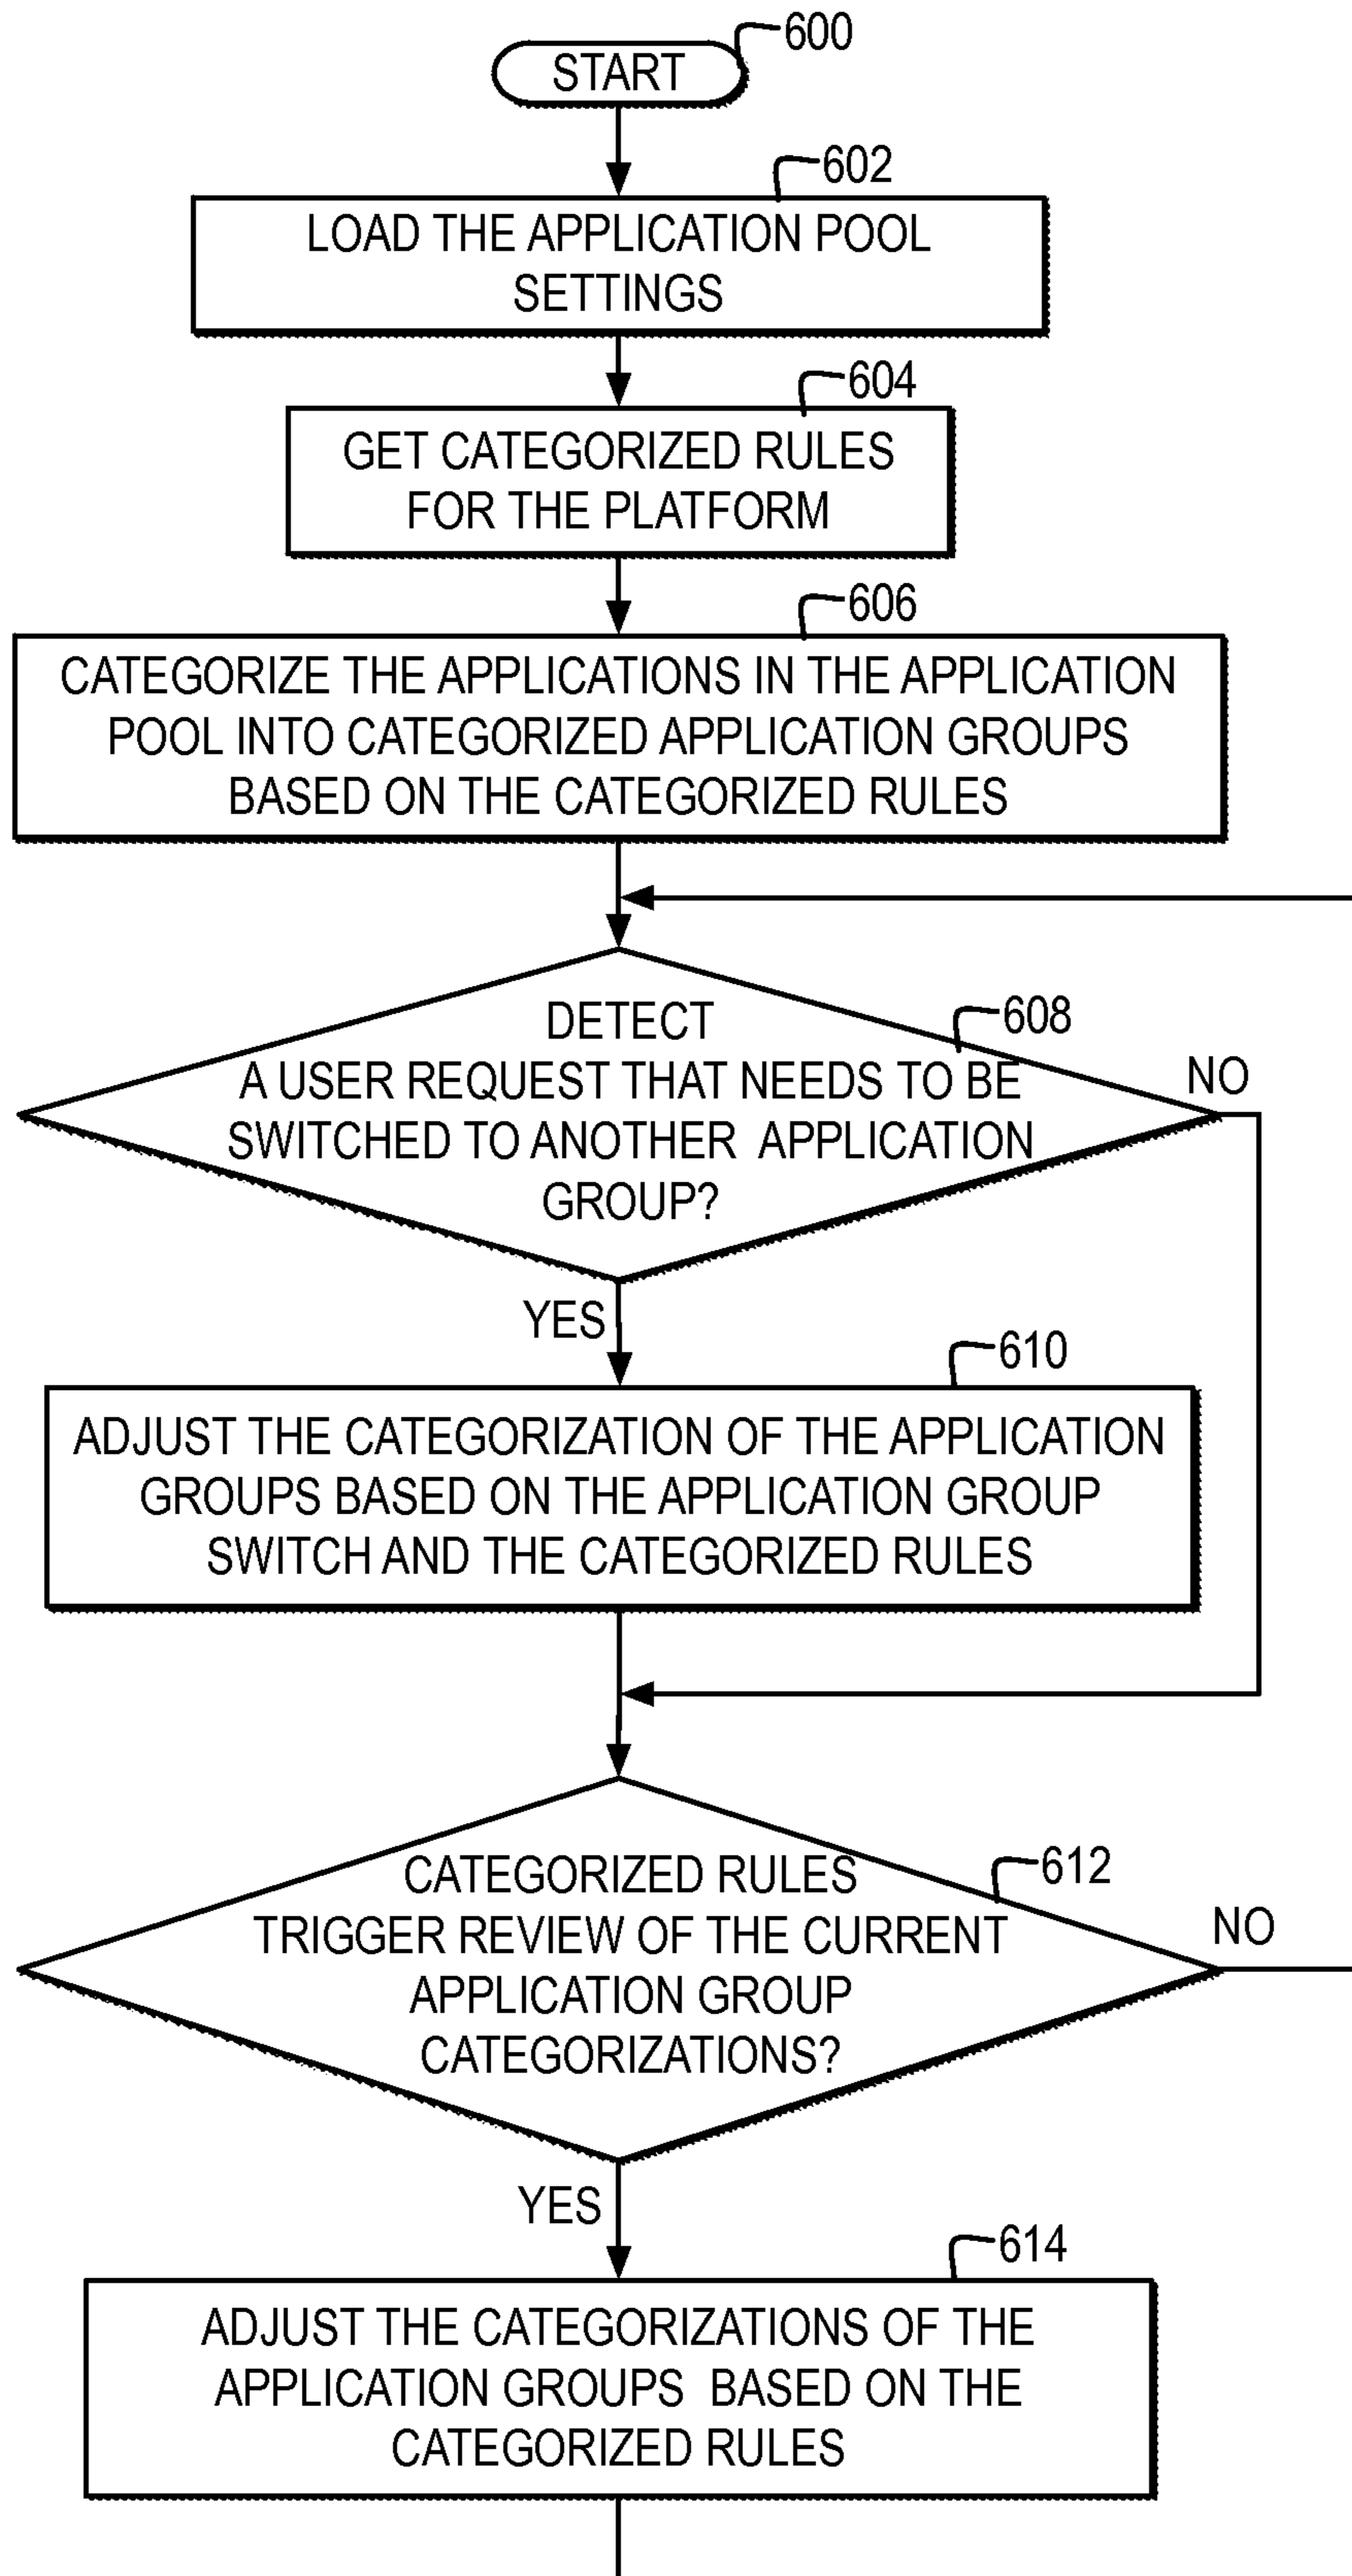 600
START
602
LOAD THE APPLICATION POOL
SETTINGS
604
GET CATEGORIZED RULES
FOR THE PLATFORM
606
CATEGORIZE THE APPLICATIONS IN THE APPLICATION
POOL INTO CATEGORIZED APPLICATION GROUPS
BASED ON THE CATEGORIZED RULES
608
DETECT
A USER REQUEST THAT NEEDS TO BE
SWITCHED TO ANOTHER APPLICATION
GROUP?
NO
YES
610
ADJUST THE CATEGORIZATION OF THE APPLICATION
GROUPS BASED ON THE APPLICATION GROUP
SWITCH AND THE CATEGORIZED RULES
612
CATEGORIZED RULES
TRIGGER REVIEW OF THE CURRENT
APPLICATION GROUP
CATEGORIZATIONS?
NO
YES
614
ADJUST THE CATEGORIZATIONS OF THE
APPLICATION GROUPS BASED ON THE
CATEGORIZED RULES